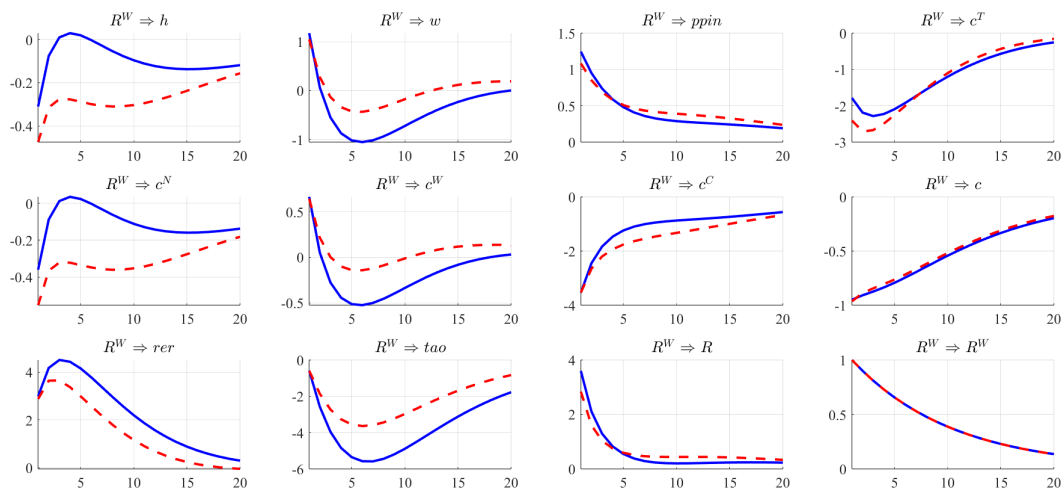 R^W ⇒ h
R^W ⇒ w
R^W ⇒ ppin
R^W ⇒ c^T
0
-0.2
-0.4
5 10 15 20
1
0
-1
5 10 15 20
1.5
1
0.5
0
5 10 15 20
0
-1
-2
-3
5 10 15 20
R^W ⇒ c^N
R^W ⇒ c^W
R^W ⇒ c^C
R^W ⇒ c
0
-0.2
-0.4
5 10 15 20
0.5
0
-0.5
5 10 15 20
0
-2
-4
5 10 15 20
0
-0.5
-1
5 10 15 20
R^W ⇒ rer
R^W ⇒ tao
R^W ⇒ R
R^W ⇒ R^W
4
2
0
5 10 15 20
0
-2
-4
-6
5 10 15 20
4
2
0
5 10 15 20
1
0.5
0
5 10 15 20